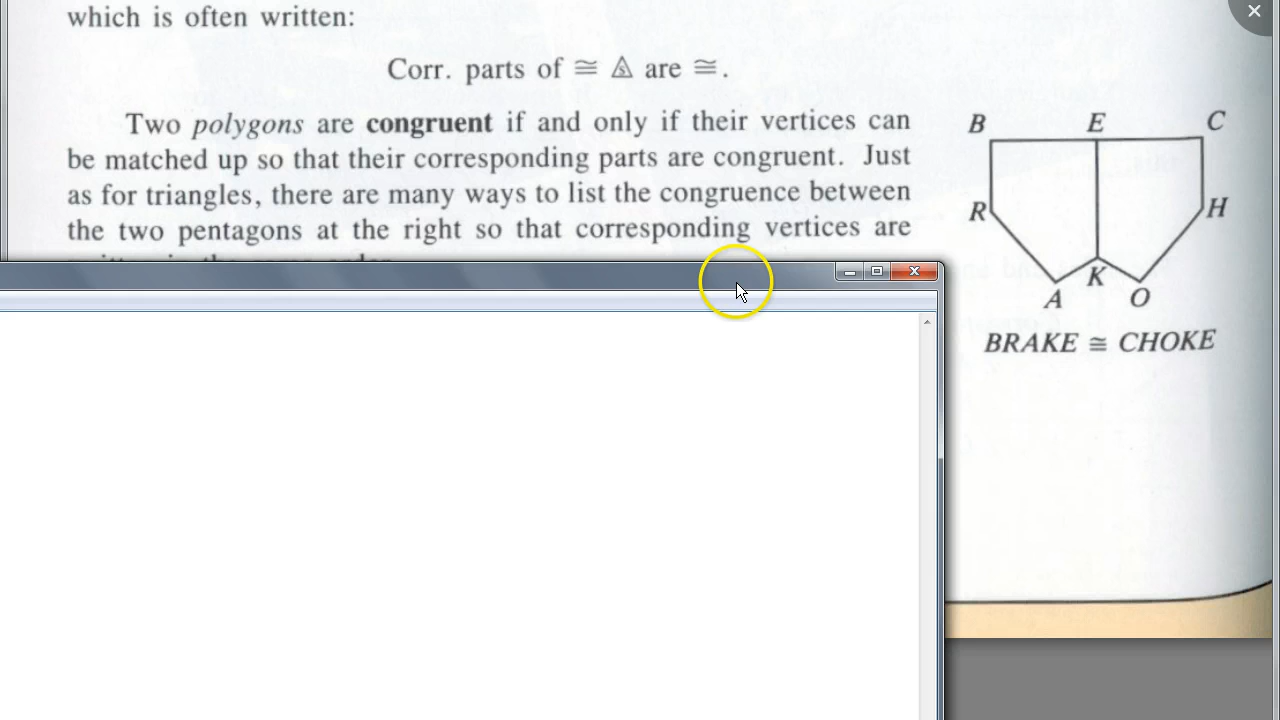 which is often written:
Corr. parts of ≅ △s are ≅.
Two polygons are congruent if and only if their vertices can
be matched up so that their corresponding parts are congruent. Just
as for triangles, there are many ways to list the congruence between
the two pentagons at the right so that corresponding vertices are
B E C
R H
K
A O
BRAKE ≅ CHOKE